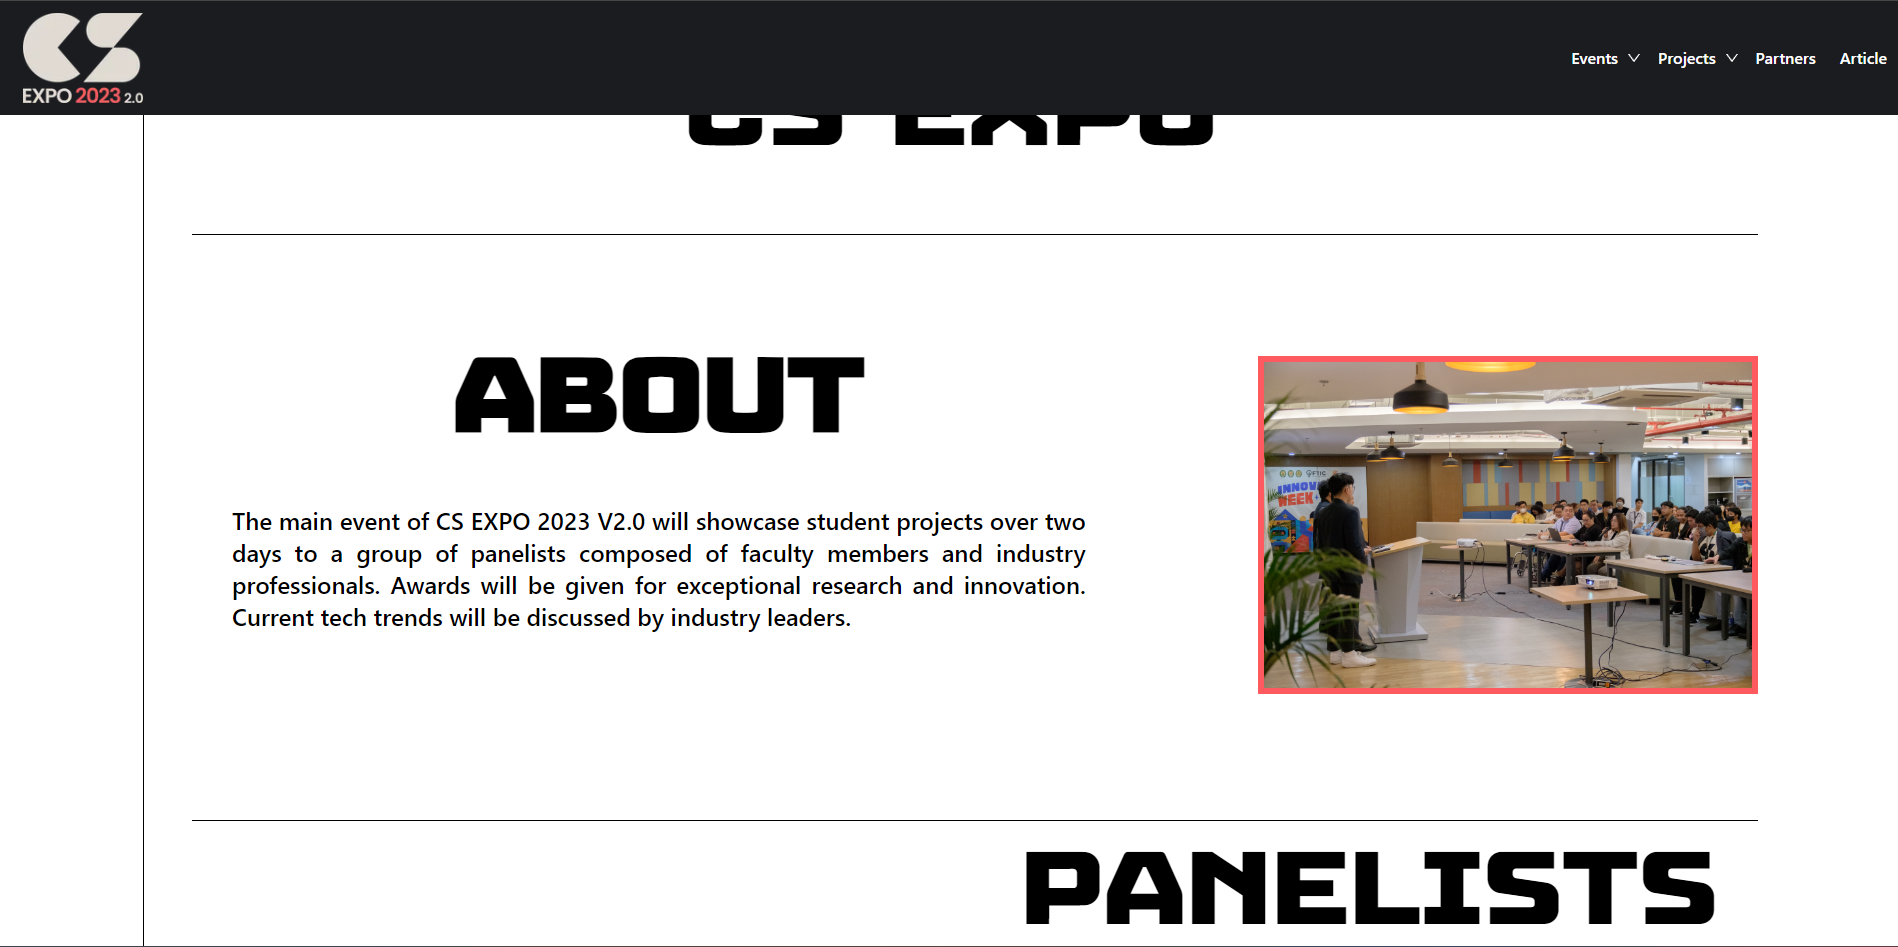 CS
EXPO 2023 2.0
Events
Projects
Partners
Article
CS EXPO
ABOUT
The main event of CS EXPO 2023 V2.0 will showcase student projects over two
days to a group of panelists composed of faculty members and industry
professionals. Awards will be given for exceptional research and innovation.
Current tech trends will be discussed by industry leaders.
FTIC
WEEK
PANELISTS